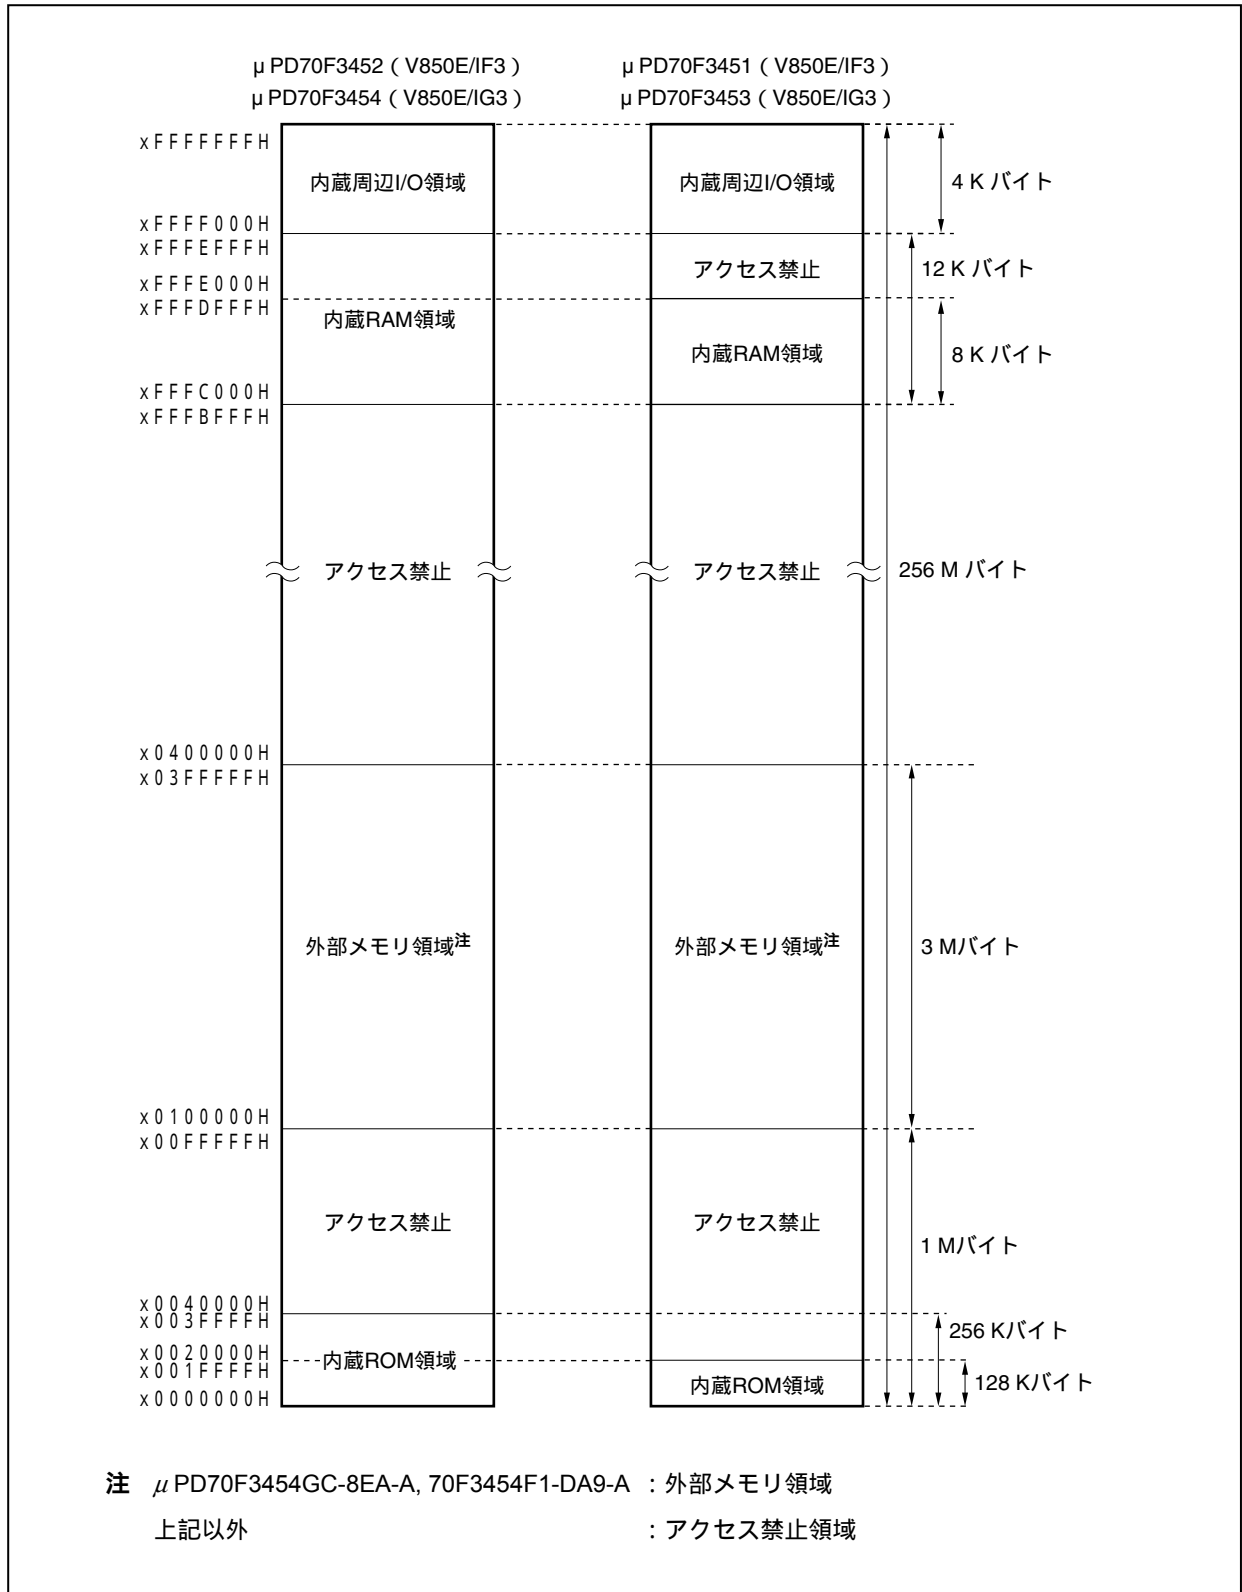 μPD70F3452（V850E/IF3）
μPD70F3454（V850E/IG3）
μPD70F3451（V850E/IF3）
μPD70F3453（V850E/IG3）
xFFFFFFFH
内蔵周辺I/O領域
内蔵周辺I/O領域
4 K バイト
xFFFF000H
xFFFEFFFH
アクセス禁止
12 K バイト
xFFFE000H
xFFFDFFFH
内蔵RAM領域
内蔵RAM領域
8 K バイト
xFFFC000H
xFFFBFFFH
アクセス禁止
アクセス禁止
256 M バイト
x0400000H
x03FFFFFH
外部メモリ領域注
外部メモリ領域注
3 Mバイト
x0100000H
x00FFFFFH
アクセス禁止
アクセス禁止
1 Mバイト
x0040000H
x003FFFFH
256 Kバイト
x0020000H
x001FFFFH
内蔵ROM領域
内蔵ROM領域
128 Kバイト
x0000000H
注 μPD70F3454GC-8EA-A, 70F3454F1-DA9-A ：外部メモリ領域
上記以外 ：アクセス禁止領域